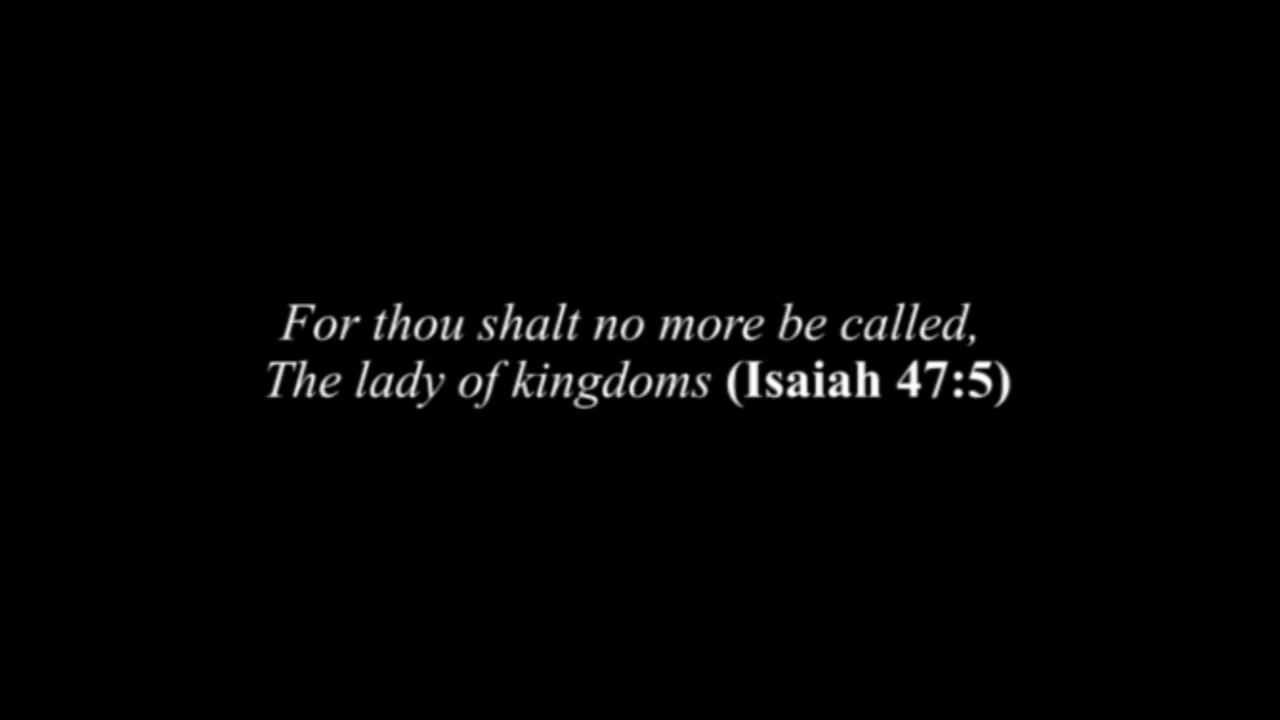 For thou shalt no more be called,
The lady of kingdoms (Isaiah 47:5)